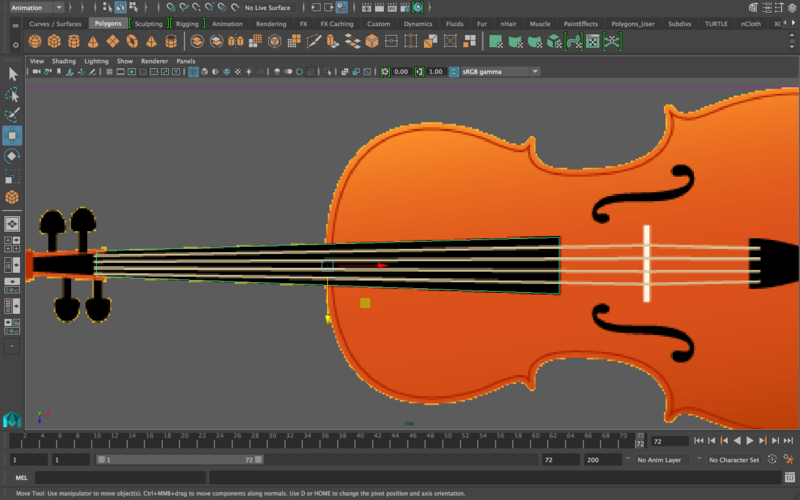 Animation No Live Surface
Curves / Surfaces Polygons Sculpting Rigging Animation Rendering FX FX Caching Custom Dynamics Fluids Fur nHair Muscle PaintEffects Polygons_User Subdivs TURTLE nCloth
View Shading Lighting Show Renderer Panels
0.00 1.00 sRGB gamma
top
2 4 6 8 10 12 14 16 18 20 22 24 26 28 30 32 34 36 38 40 42 44 46 48 50 52 54 56 58 60 62 64 66 68 70 72 72 72
1 1 1 72 72 200 No Anim Layer No Character Set
MEL
Move Tool: Use manipulator to move object(s). Ctrl+MMB+drag to move components along normals. Use D or HOME to change the pivot position and axis orientation.